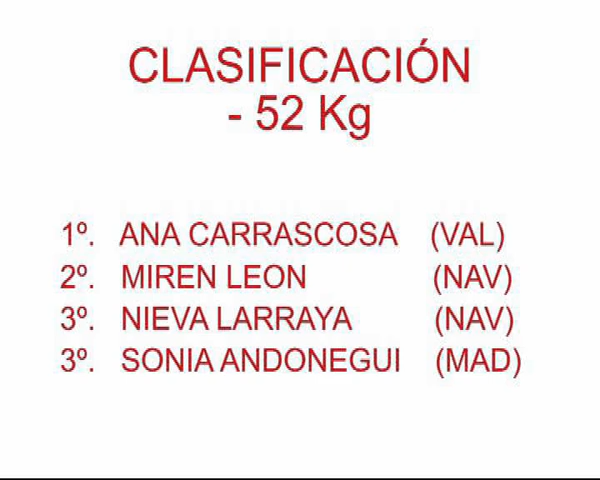 CLASIFICACIÓN
- 52 Kg
1º. ANA CARRASCOSA (VAL)
2º. MIREN LEON (NAV)
3º. NIEVA LARRAYA (NAV)
3º. SONIA ANDONEGUI (MAD)